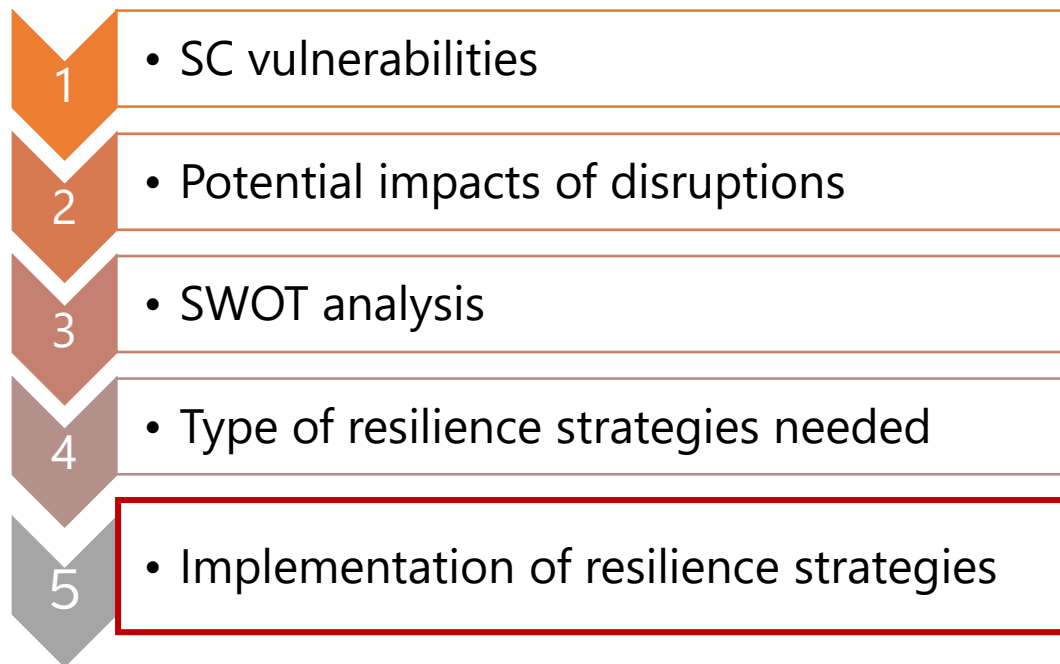 1
• SC vulnerabilities
2
• Potential impacts of disruptions
3
• SWOT analysis
4
• Type of resilience strategies needed
5
• Implementation of resilience strategies